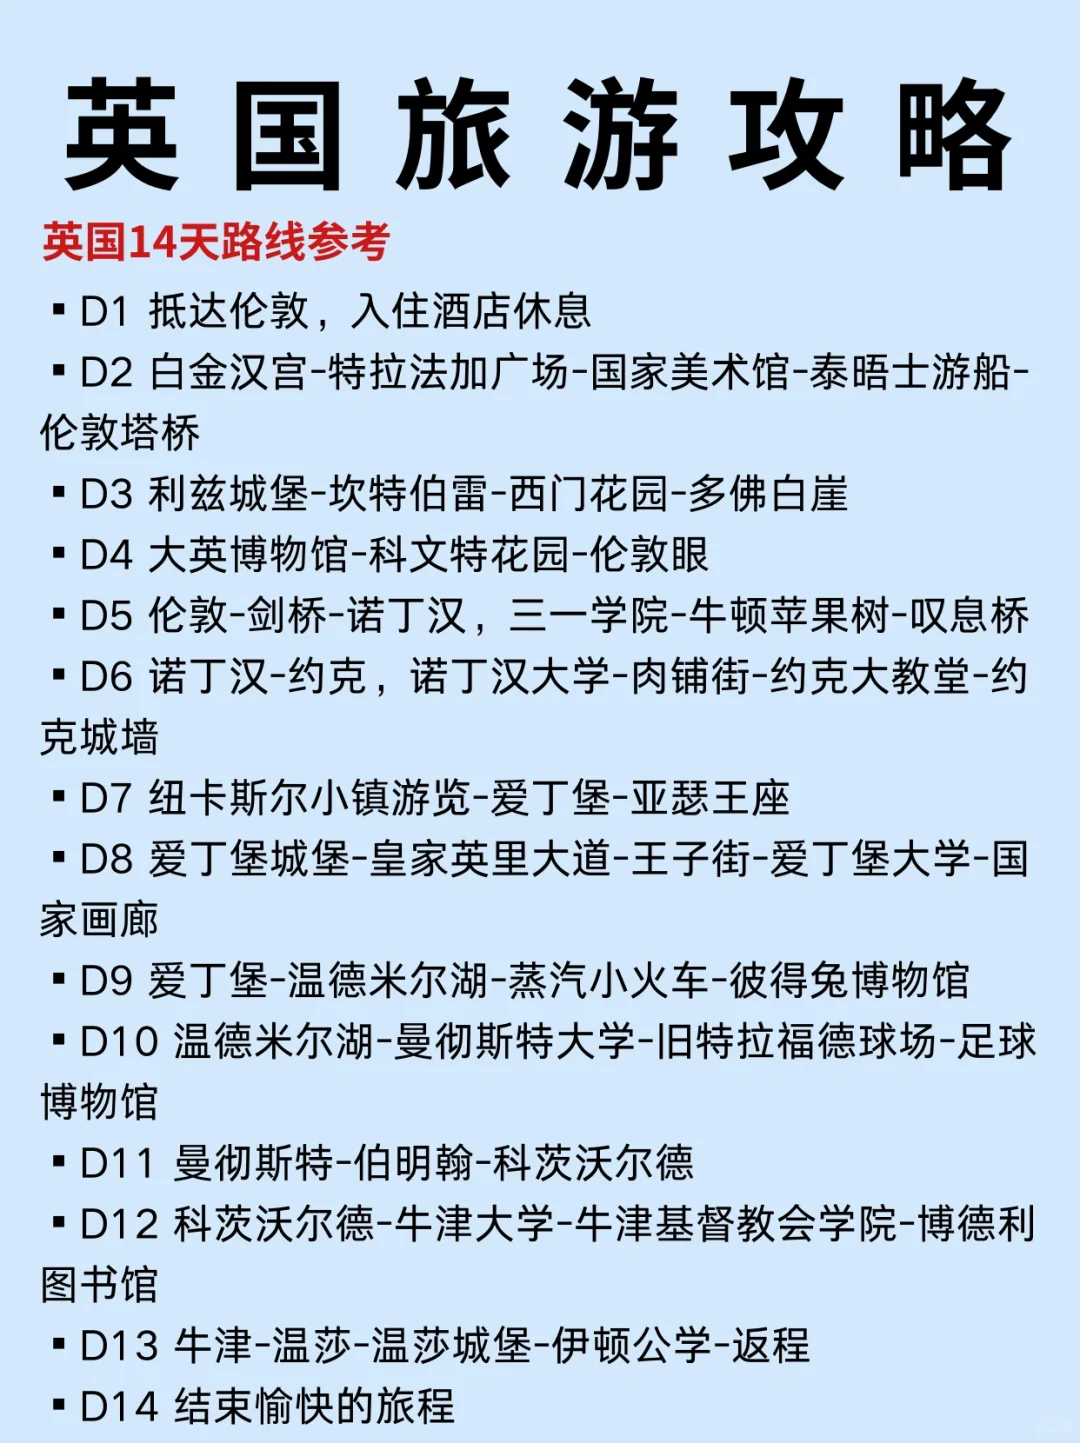 英国旅游攻略
英国14天路线参考
▪ D1 抵达伦敦，入住酒店休息
▪ D2 白金汉宫-特拉法加广场-国家美术馆-泰晤士游船-
伦敦塔桥
▪ D3 利兹城堡-坎特伯雷-西门花园-多佛白崖
▪ D4 大英博物馆-科文特花园-伦敦眼
▪ D5 伦敦-剑桥-诺丁汉，三一学院-牛顿苹果树-叹息桥
▪ D6 诺丁汉-约克，诺丁汉大学-肉铺街-约克大教堂-约
克城墙
▪ D7 纽卡斯尔小镇游览-爱丁堡-亚瑟王座
▪ D8 爱丁堡城堡-皇家英里大道-王子街-爱丁堡大学-国
家画廊
▪ D9 爱丁堡-温德米尔湖-蒸汽小火车-彼得兔博物馆
▪ D10 温德米尔湖-曼彻斯特大学-旧特拉福德球场-足球
博物馆
▪ D11 曼彻斯特-伯明翰-科茨沃尔德
▪ D12 科茨沃尔德-牛津大学-牛津基督教会学院-博德利
图书馆
▪ D13 牛津-温莎-温莎城堡-伊顿公学-返程
▪ D14 结束愉快的旅程